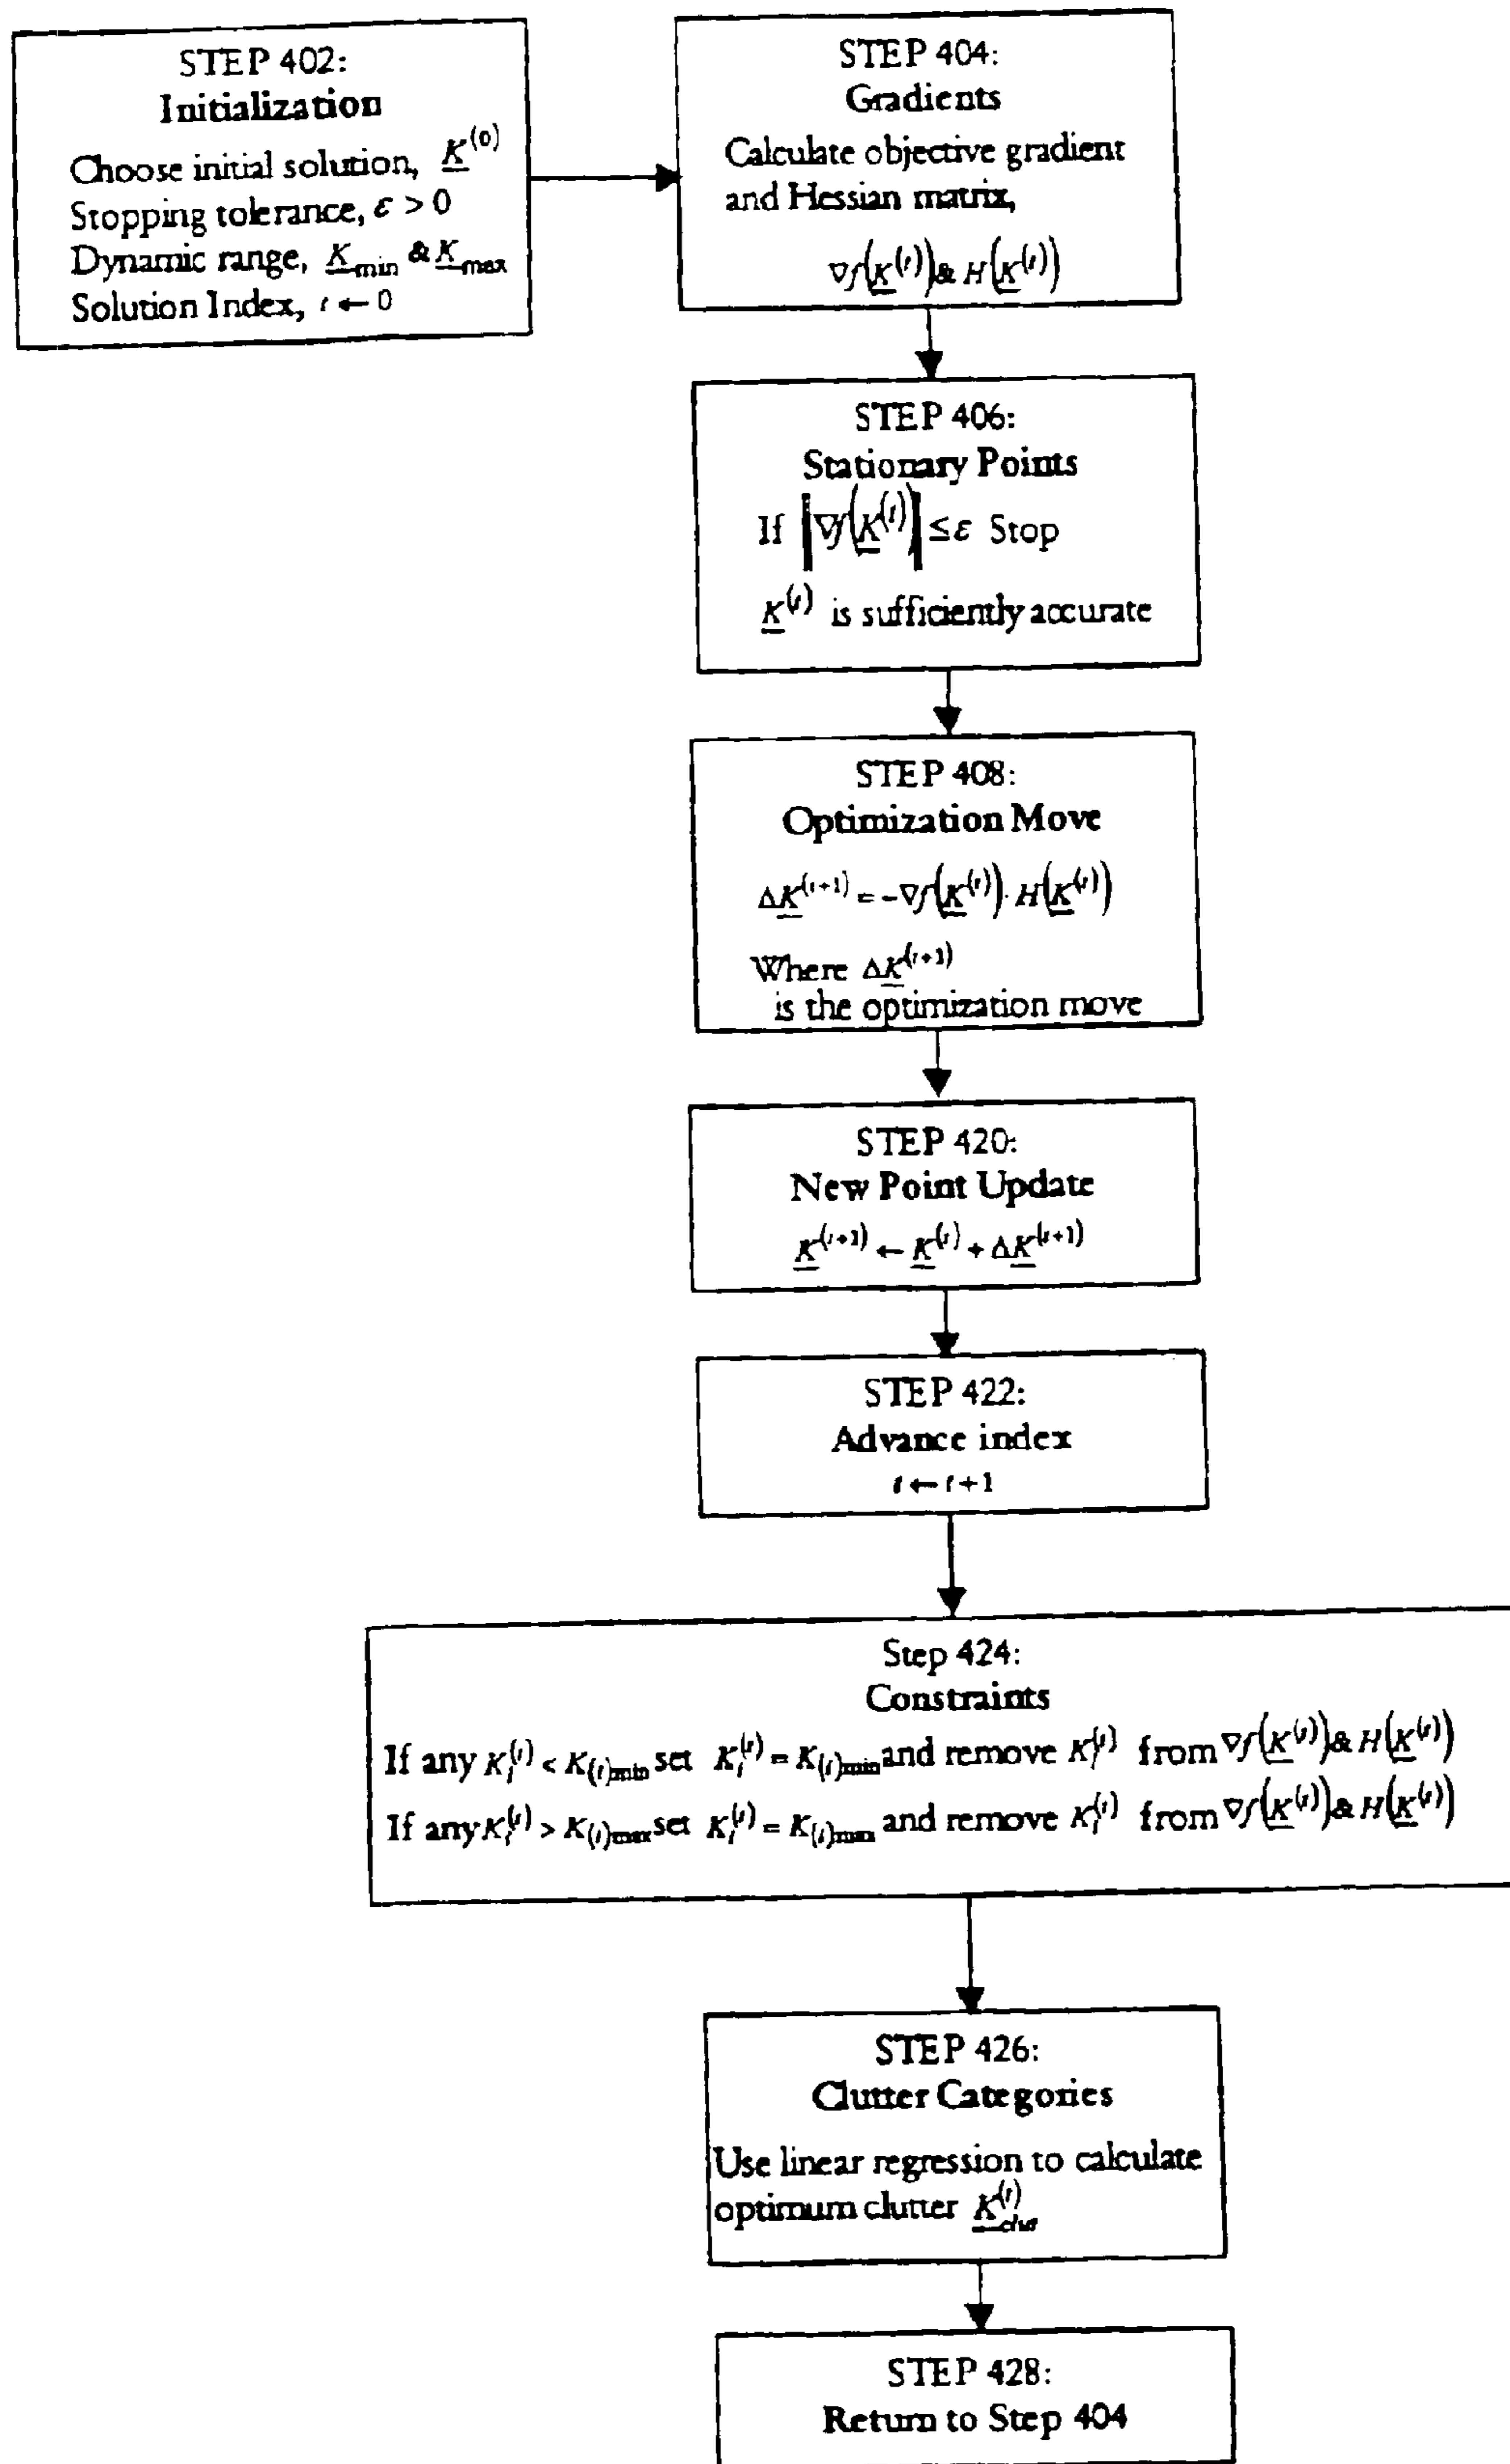 STEP 402:
Initialization
Choose initial solution, K^(0)
Stopping tolerance, ε > 0
Dynamic range, K_min & K_max
Solution Index, t ← 0
STEP 404:
Gradients
Calculate objective gradient
and Hessian matrix,
∇f(K^(t)) & H(K^(t))
STEP 406:
Stationary Points
If |∇f(K^(t))| ≤ ε Stop
K^(t) is sufficiently accurate
STEP 408:
Optimization Move
ΔK^(t+1) = -∇f(K^(t)) · H(K^(t))
Where ΔK^(t+1)
is the optimization move
STEP 420:
New Point Update
K^(t+1) ← K^(t) + ΔK^(t+1)
STEP 422:
Advance index
t ← t+1
Step 424:
Constraints
If any K_i^(t) < K_(i)min set K_i^(t) = K_(i)min and remove K_i^(t) from ∇f(K^(t)) & H(K^(t))
If any K_i^(t) > K_(i)max set K_i^(t) = and remove K_i^(t) from ∇f(K^(t)) & H(K^(t))
STEP 426:
Clutter Categories
Use linear regression to calculate
optimum clutter K^(t)
STEP 428:
Return to Step 404